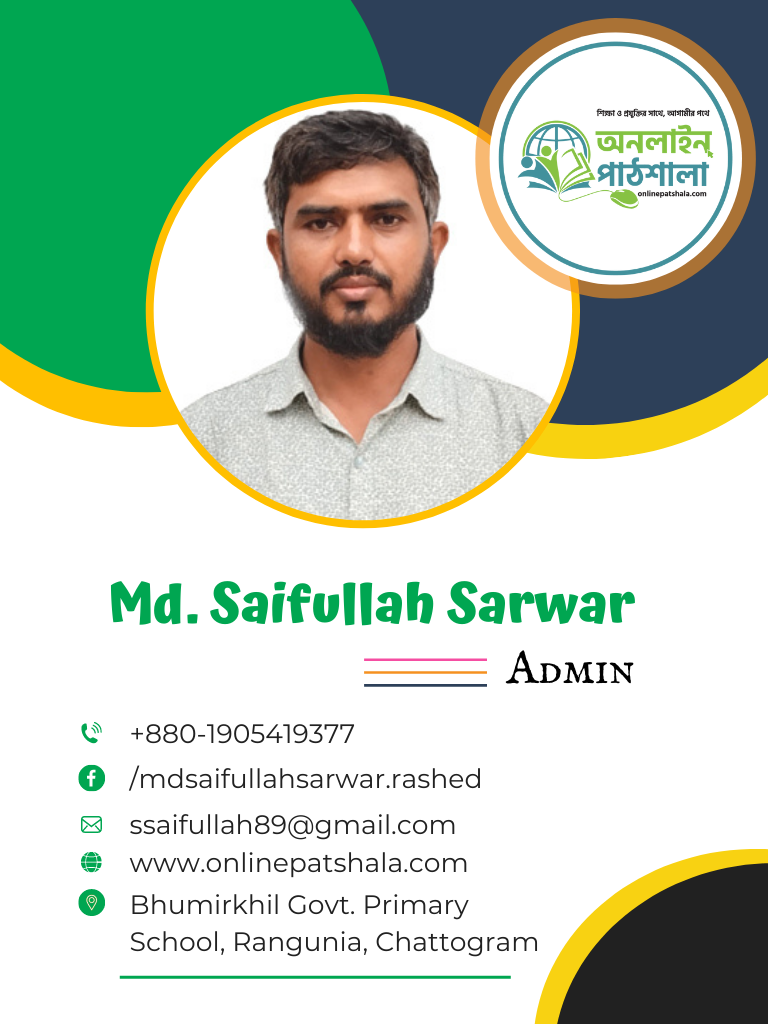 শিক্ষা ও প্রযুক্তির সাথে, আগামীর পথে
অনলাইন
পাঠশালা
onlinepatshala.com
Md. Saifullah Sarwar
Admin
+880-1905419377
/mdsaifullahsarwar.rashed
ssaifullah89@gmail.com
www.onlinepatshala.com
Bhumirkhil Govt. Primary
School, Rangunia, Chattogram